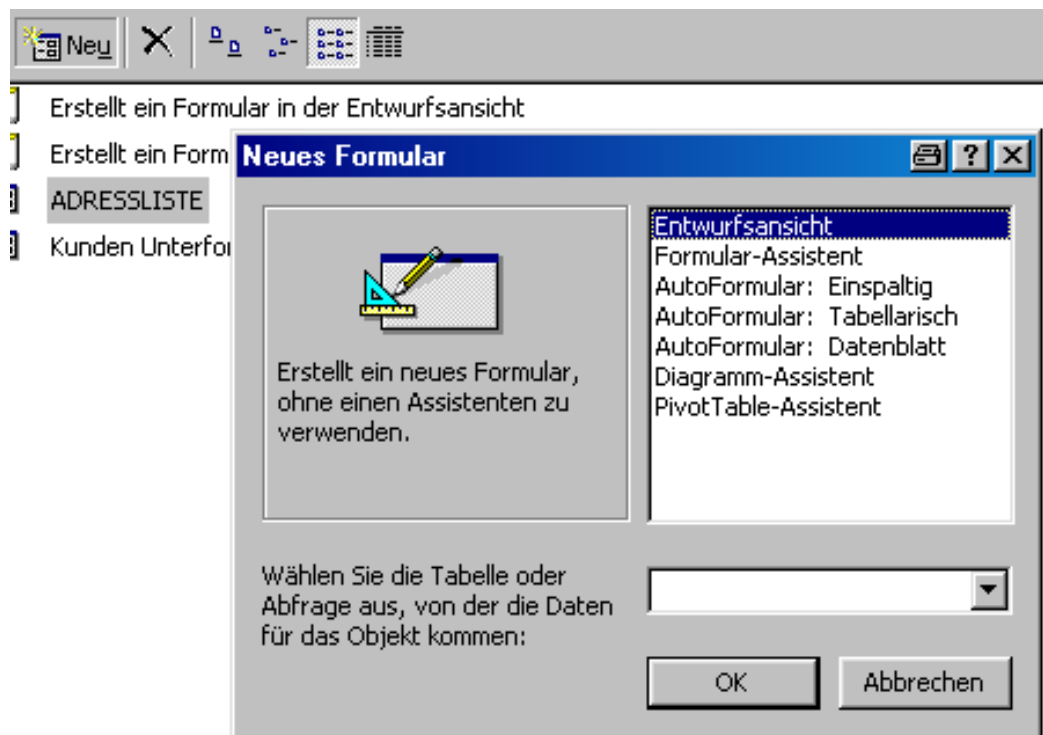 Neu
Erstellt ein Formular in der Entwurfsansicht
Erstellt ein Form
Neues Formular
ADRESSLISTE
Kunden Unterfor
Entwurfsansicht
Formular-Assistent
AutoFormular: Einspaltig
AutoFormular: Tabellarisch
AutoFormular: Datenblatt
Diagramm-Assistent
PivotTable-Assistent
Erstellt ein neues Formular,
ohne einen Assistenten zu
verwenden.
Wählen Sie die Tabelle oder
Abfrage aus, von der die Daten
für das Objekt kommen:
OK
Abbrechen